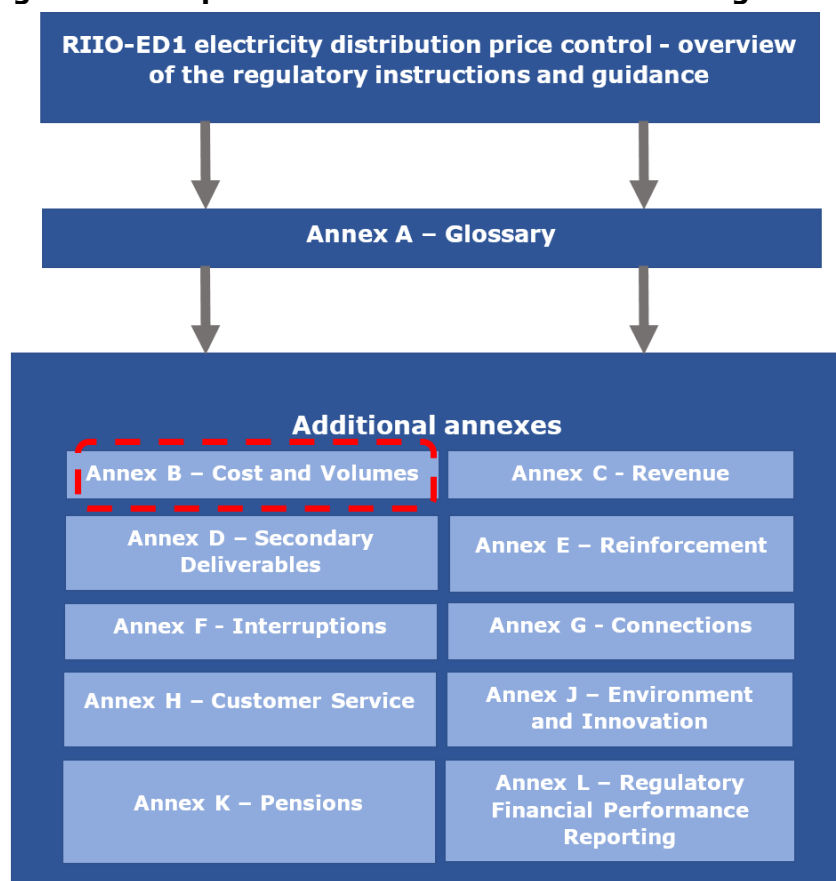 RIIO-ED1 electricity distribution price control - overview
of the regulatory instructions and guidance
Annex A – Glossary
Additional annexes
Annex B – Cost and Volumes
Annex C - Revenue
Annex D – Secondary
Deliverables
Annex E – Reinforcement
Annex F - Interruptions
Annex G - Connections
Annex H – Customer Service
Annex J – Environment
and Innovation
Annex K – Pensions
Annex L – Regulatory
Financial Performance
Reporting